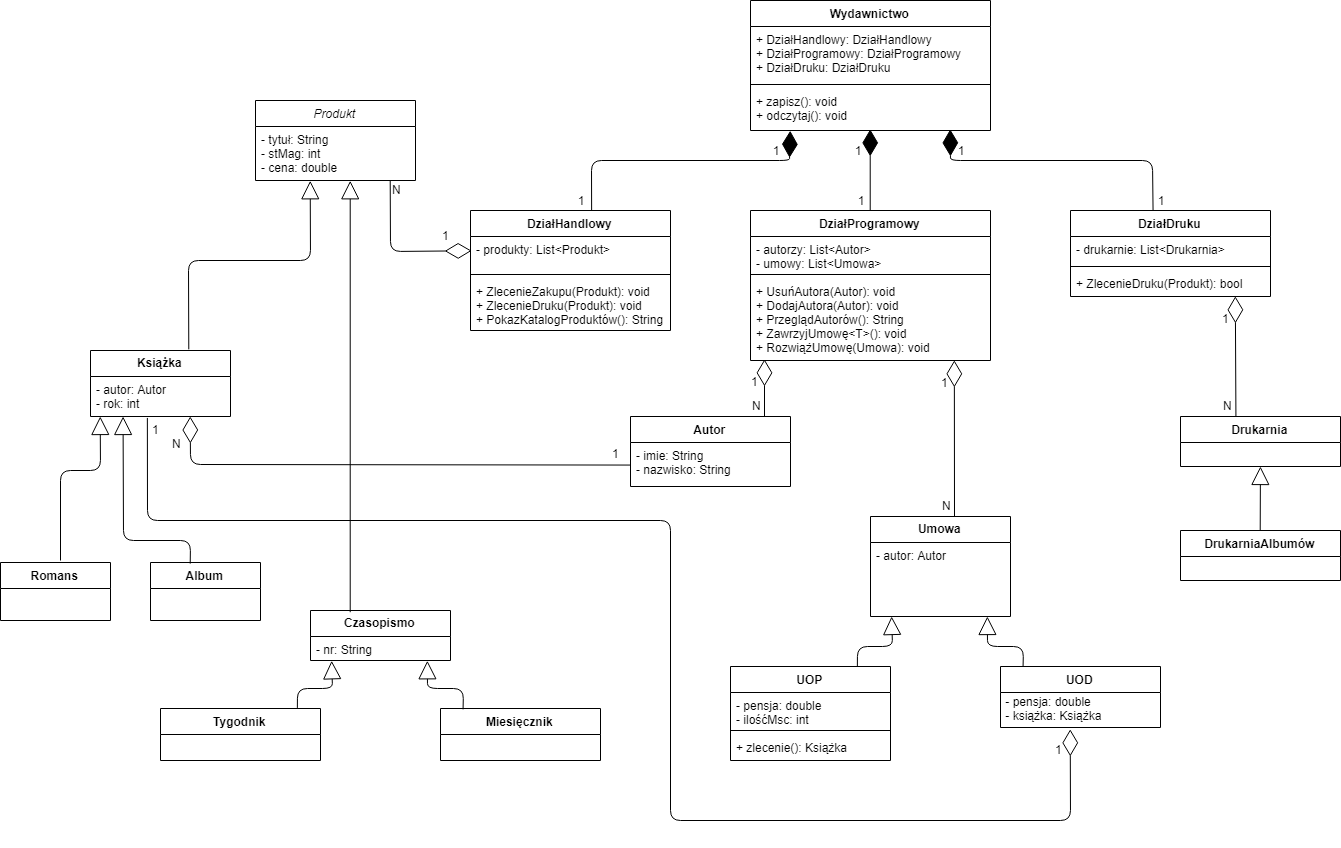 Wydawnictwo
+ DziałHandlowy: DziałHandlowy
+ DziałProgramowy: DziałProgramowy
+ DziałDruku: DziałDruku
+ zapisz(): void
+ odczytaj(): void
1
1
1
1
1
1
Produkt
- tytuł: String
- stMag: int
- cena: double
N
1
DziałHandlowy
- produkty: List<Produkt>
+ ZlecenieZakupu(Produkt): void
+ ZlecenieDruku(Produkt): void
+ PokazKatalogProduktów(): String
DziałProgramowy
- autorzy: List<Autor>
- umowy: List<Umowa>
+ UsuńAutora(Autor): void
+ DodajAutora(Autor): void
+ PrzeglądAutorów(): String
+ ZawrzyjUmowę<T>(): void
+ RozwiążUmowę(Umowa): void
DziałDruku
- drukarnie: List<Drukarnia>
+ ZlecenieDruku(Produkt): bool
1
N
1
N
1
N
Książka
- autor: Autor
- rok: int
1
N
1
Autor
- imie: String
- nazwisko: String
Drukarnia
DrukarniaAlbumów
Umowa
- autor: Autor
Romans
Album
Czasopismo
- nr: String
Tygodnik
Miesięcznik
UOP
- pensja: double
- ilośćMsc: int
+ zlecenie(): Książka
UOD
- pensja: double
- książka: Książka
1